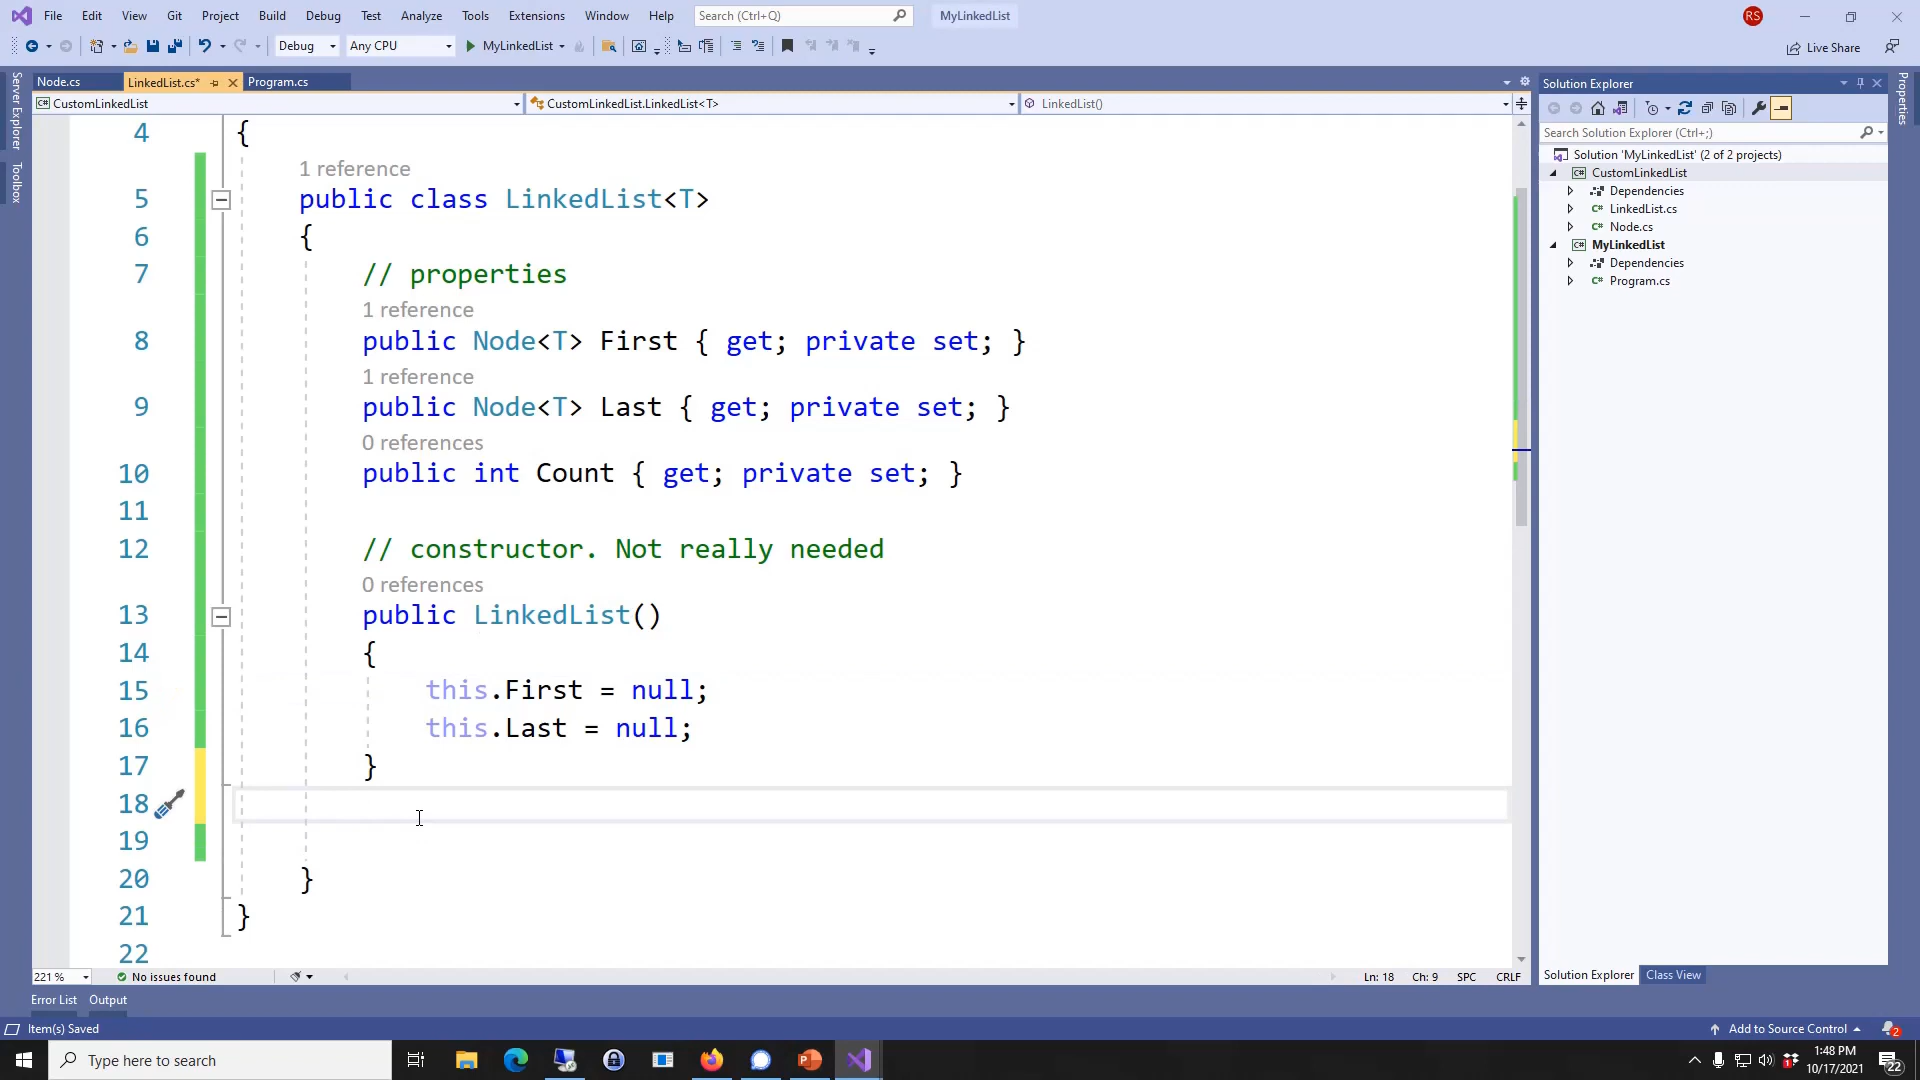 File Edit View Git Project Build Debug Test Analyze Tools Extensions Window Help Search (Ctrl+Q) MyLinkedList RS
Debug Any CPU MyLinkedList Live Share
Server Explorer
Toolbox
Node.cs LinkedList.cs* Program.cs
CustomLinkedList CustomLinkedList.LinkedList<T> LinkedList()
4 {
1 reference
5 public class LinkedList<T>
6 {
7 // properties
1 reference
8 public Node<T> First { get; private set; }
1 reference
9 public Node<T> Last { get; private set; }
0 references
10 public int Count { get; private set; }
11
12 // constructor. Not really needed
0 references
13 public LinkedList()
14 {
15 this.First = null;
16 this.Last = null;
17 }
18
19
20 }
21 }
22
221 % No issues found Ln: 18 Ch: 9 SPC CRLF
Solution Explorer
Search Solution Explorer (Ctrl+;)
Solution 'MyLinkedList' (2 of 2 projects)
CustomLinkedList
Dependencies
C# LinkedList.cs
C# Node.cs
MyLinkedList
Dependencies
C# Program.cs
Solution Explorer Class View
Properties
Error List Output
Item(s) Saved Add to Source Control 2
Type here to search
1:48 PM
10/17/2021
22